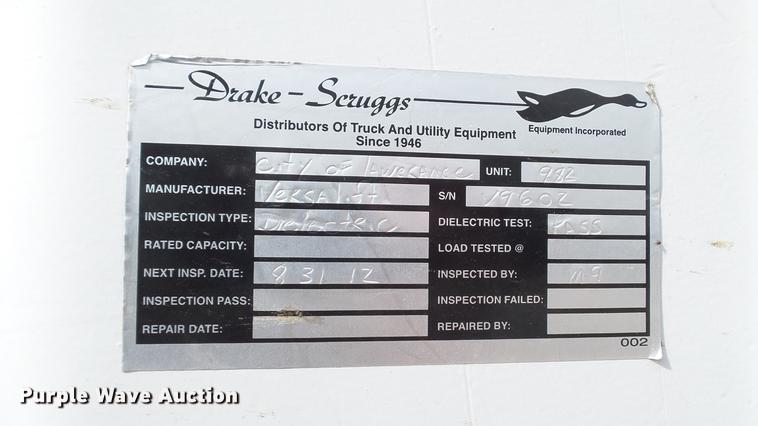 Drake - Scruggs
Equipment Incorporated
Distributors Of Truck And Utility Equipment
Since 1946
COMPANY: City OF Lawerance UNIT: 982
MANUFACTURER: VersaLift S/N 19602
INSPECTION TYPE: Dielectric DIELECTRIC TEST: PASS
RATED CAPACITY: LOAD TESTED @
NEXT INSP. DATE: 8 31 12 INSPECTED BY:
INSPECTION PASS: INSPECTION FAILED:
REPAIR DATE: REPAIRED BY:
002
Purple Wave Auction